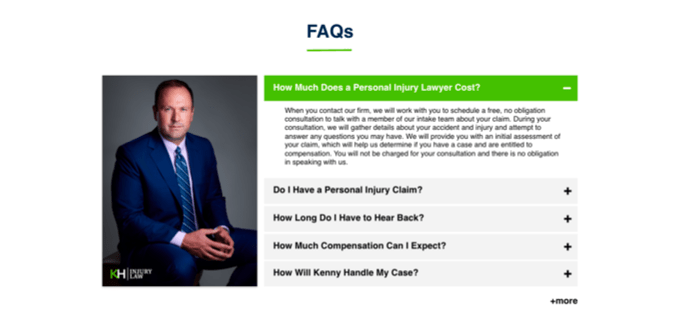 FAQs
How Much Does a Personal Injury Lawyer Cost?
When you contact our firm, we will work with you to schedule a free, no obligation
consultation to talk with a member of our intake team about your claim. During your
consultation, we will gather details about your accident and injury and attempt to
answer any questions you may have. We will provide you with an initial assessment of
your claim, which will help us determine if you have a case and are entitled to
compensation. You will not be charged for your consultation and there is no obligation
in speaking with us.
Do I Have a Personal Injury Claim?
How Long Do I Have to Hear Back?
How Much Compensation Can I Expect?
How Will Kenny Handle My Case?
KH INJURY
LAW
+more